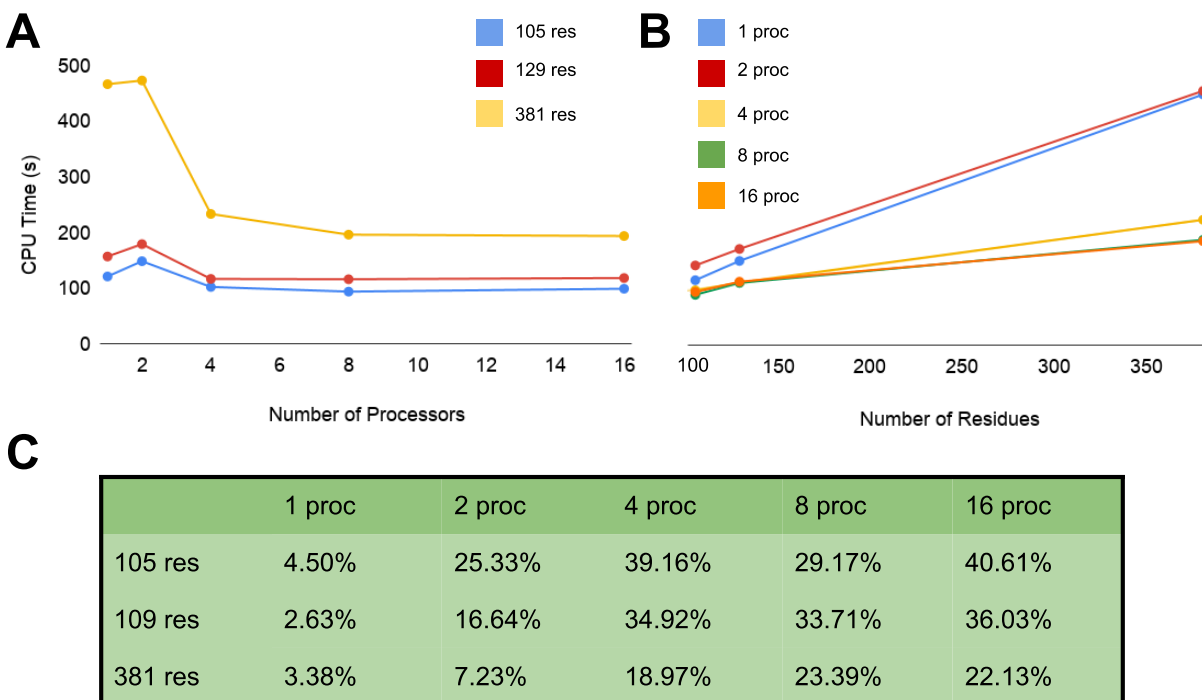 A
105 res
129 res
381 res
500
400
300
200
100
0
CPU Time (s)
2 4 6 8 10 12 14 16
Number of Processors
B
1 proc
2 proc
4 proc
8 proc
16 proc
100 150 200 250 300 350
Number of Residues
C
1 proc 2 proc 4 proc 8 proc 16 proc
105 res 4.50% 25.33% 39.16% 29.17% 40.61%
109 res 2.63% 16.64% 34.92% 33.71% 36.03%
381 res 3.38% 7.23% 18.97% 23.39% 22.13%